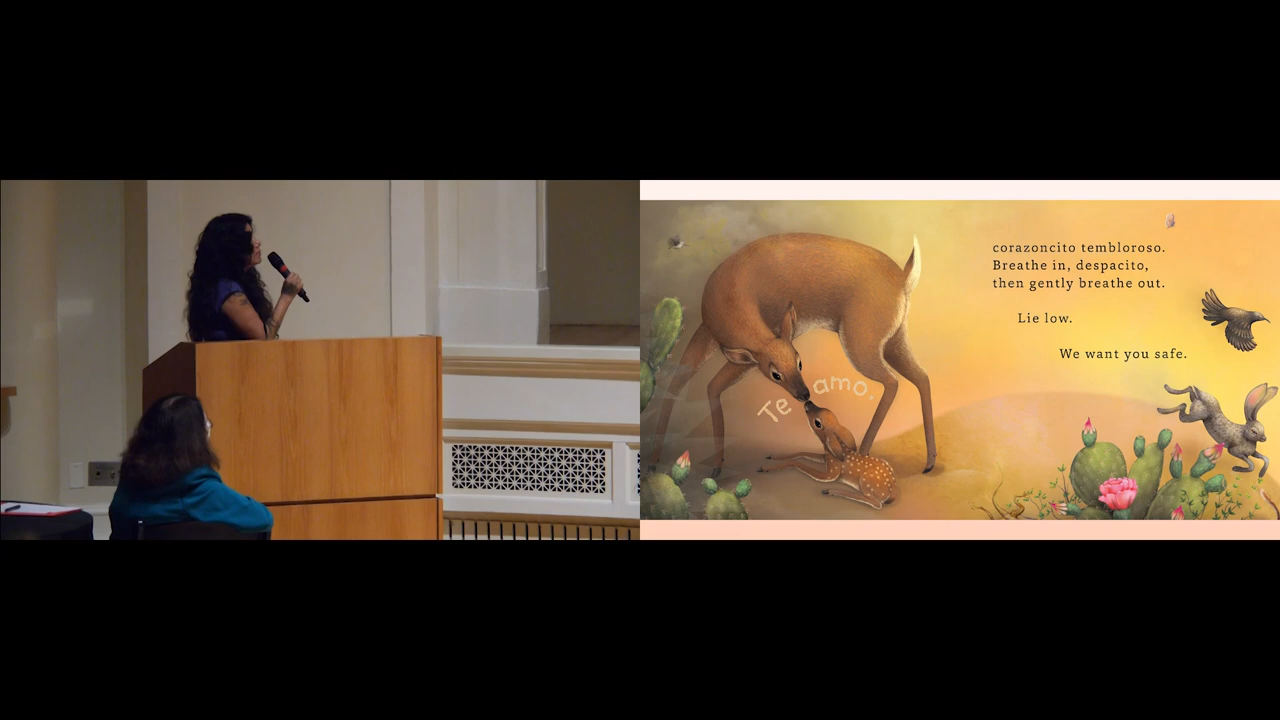 corazoncito tembloroso.
Breathe in, despacito,
then gently breathe out.
Lie low.
We want you safe.
Te amo.